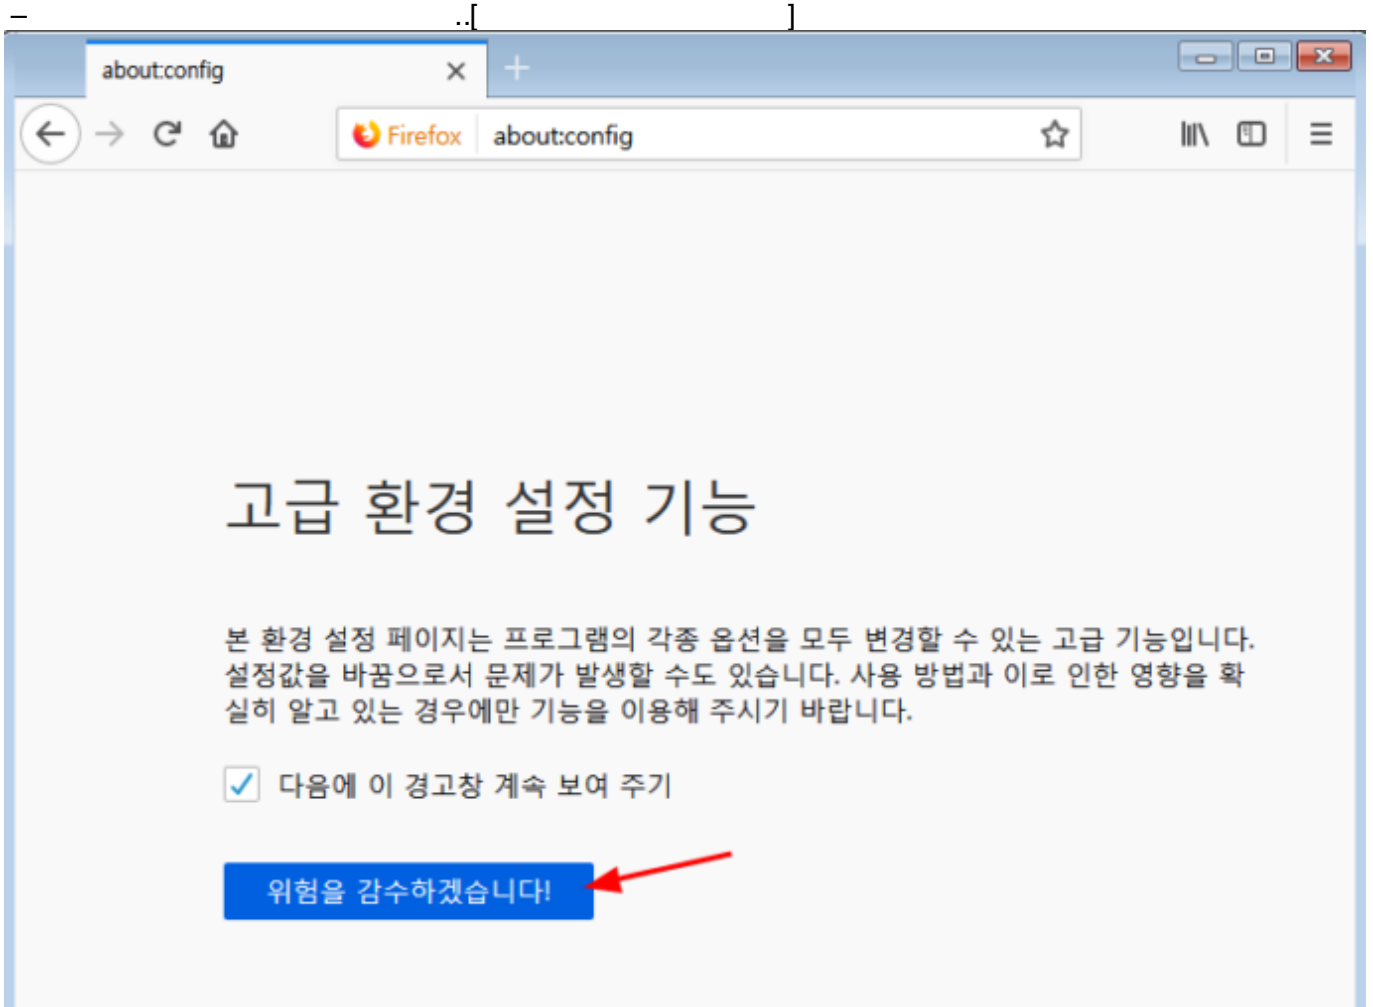 – ..[ ]
about:config
Firefox about:config
고급 환경 설정 기능
본 환경 설정 페이지는 프로그램의 각종 옵션을 모두 변경할 수 있는 고급 기능입니다.
설정값을 바꿈으로서 문제가 발생할 수도 있습니다. 사용 방법과 이로 인한 영향을 확
실히 알고 있는 경우에만 기능을 이용해 주시기 바랍니다.
다음에 이 경고창 계속 보여 주기
위험을 감수하겠습니다!